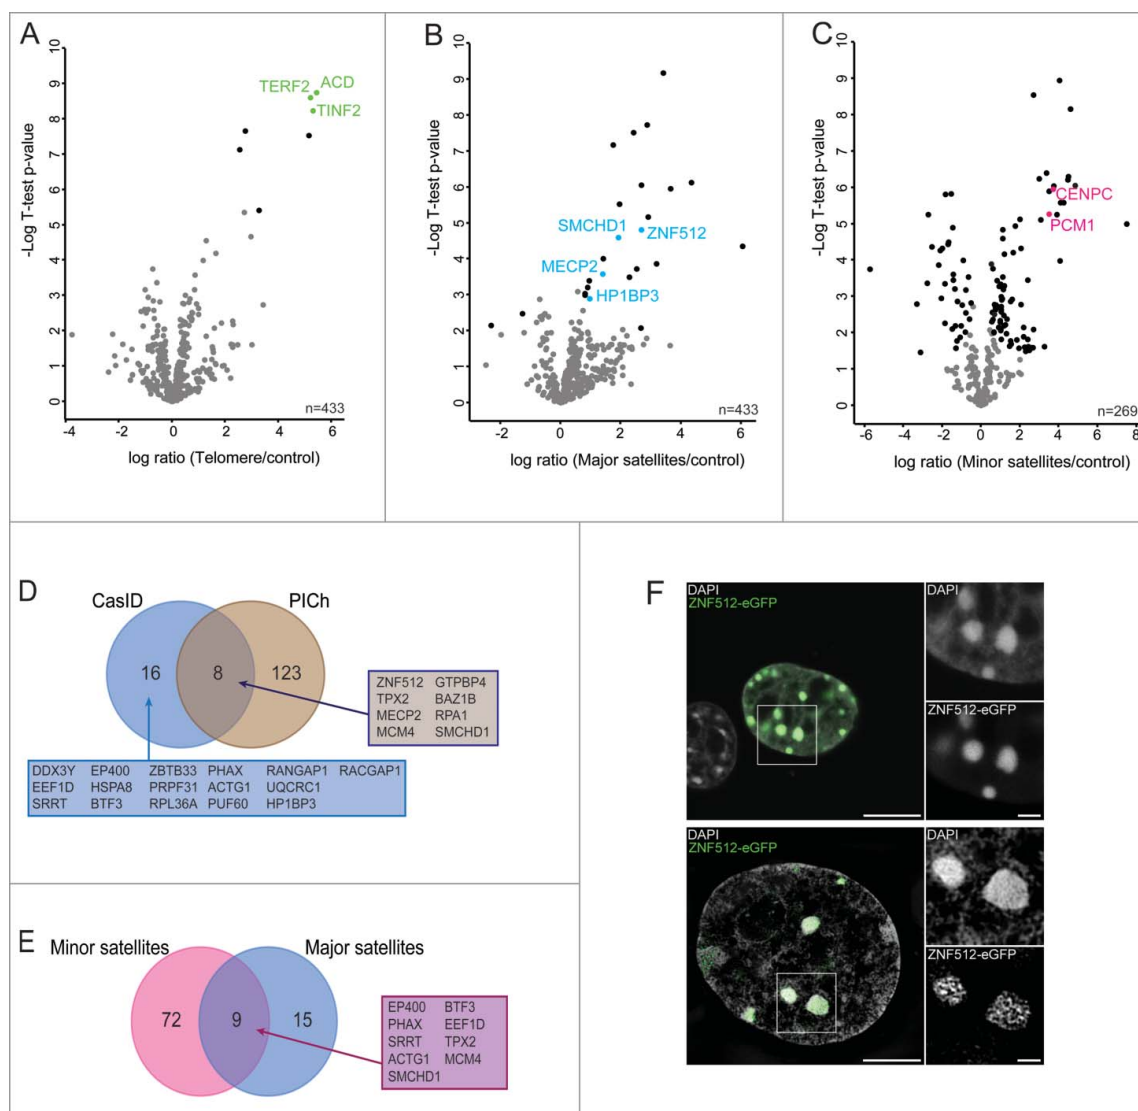 A
-Log T-test p-value
10
9
8
7
6
5
4
3
2
1
0
TERF2 ACD
TINF2
n=433
-4 -2 0 2 4 6
log ratio (Telomere/control)
B
-Log T-test p-value
10
9
8
7
6
5
4
3
2
1
0
SMCHD1 ZNF512
MECP2
HP1BP3
n=433
-2 0 2 4 6
log ratio (Major satellites/control)
C
-Log T-test p-value
10
9
8
7
6
5
4
3
2
1
0
CENPC
PCM1
n=269
-6 -4 -2 0 2 4 6 8
log ratio (Minor satellites/control)
D
CasID PICh
16 8 123
ZNF512 GTPBP4
TPX2 BAZ1B
MECP2 RPA1
MCM4 SMCHD1
DDX3Y EP400 ZBTB33 PHAX RANGAP1 RACGAP1
EEF1D HSPA8 PRPF31 ACTG1 UQCRC1
SRRT BTF3 RPL36A PUF60 HP1BP3
E
Minor satellites Major satellites
72 9 15
EP400 BTF3
PHAX EEF1D
SRRT TPX2
ACTG1 MCM4
SMCHD1
F
DAPI
ZNF512-eGFP
DAPI
ZNF512-eGFP
DAPI
ZNF512-eGFP
DAPI
ZNF512-eGFP